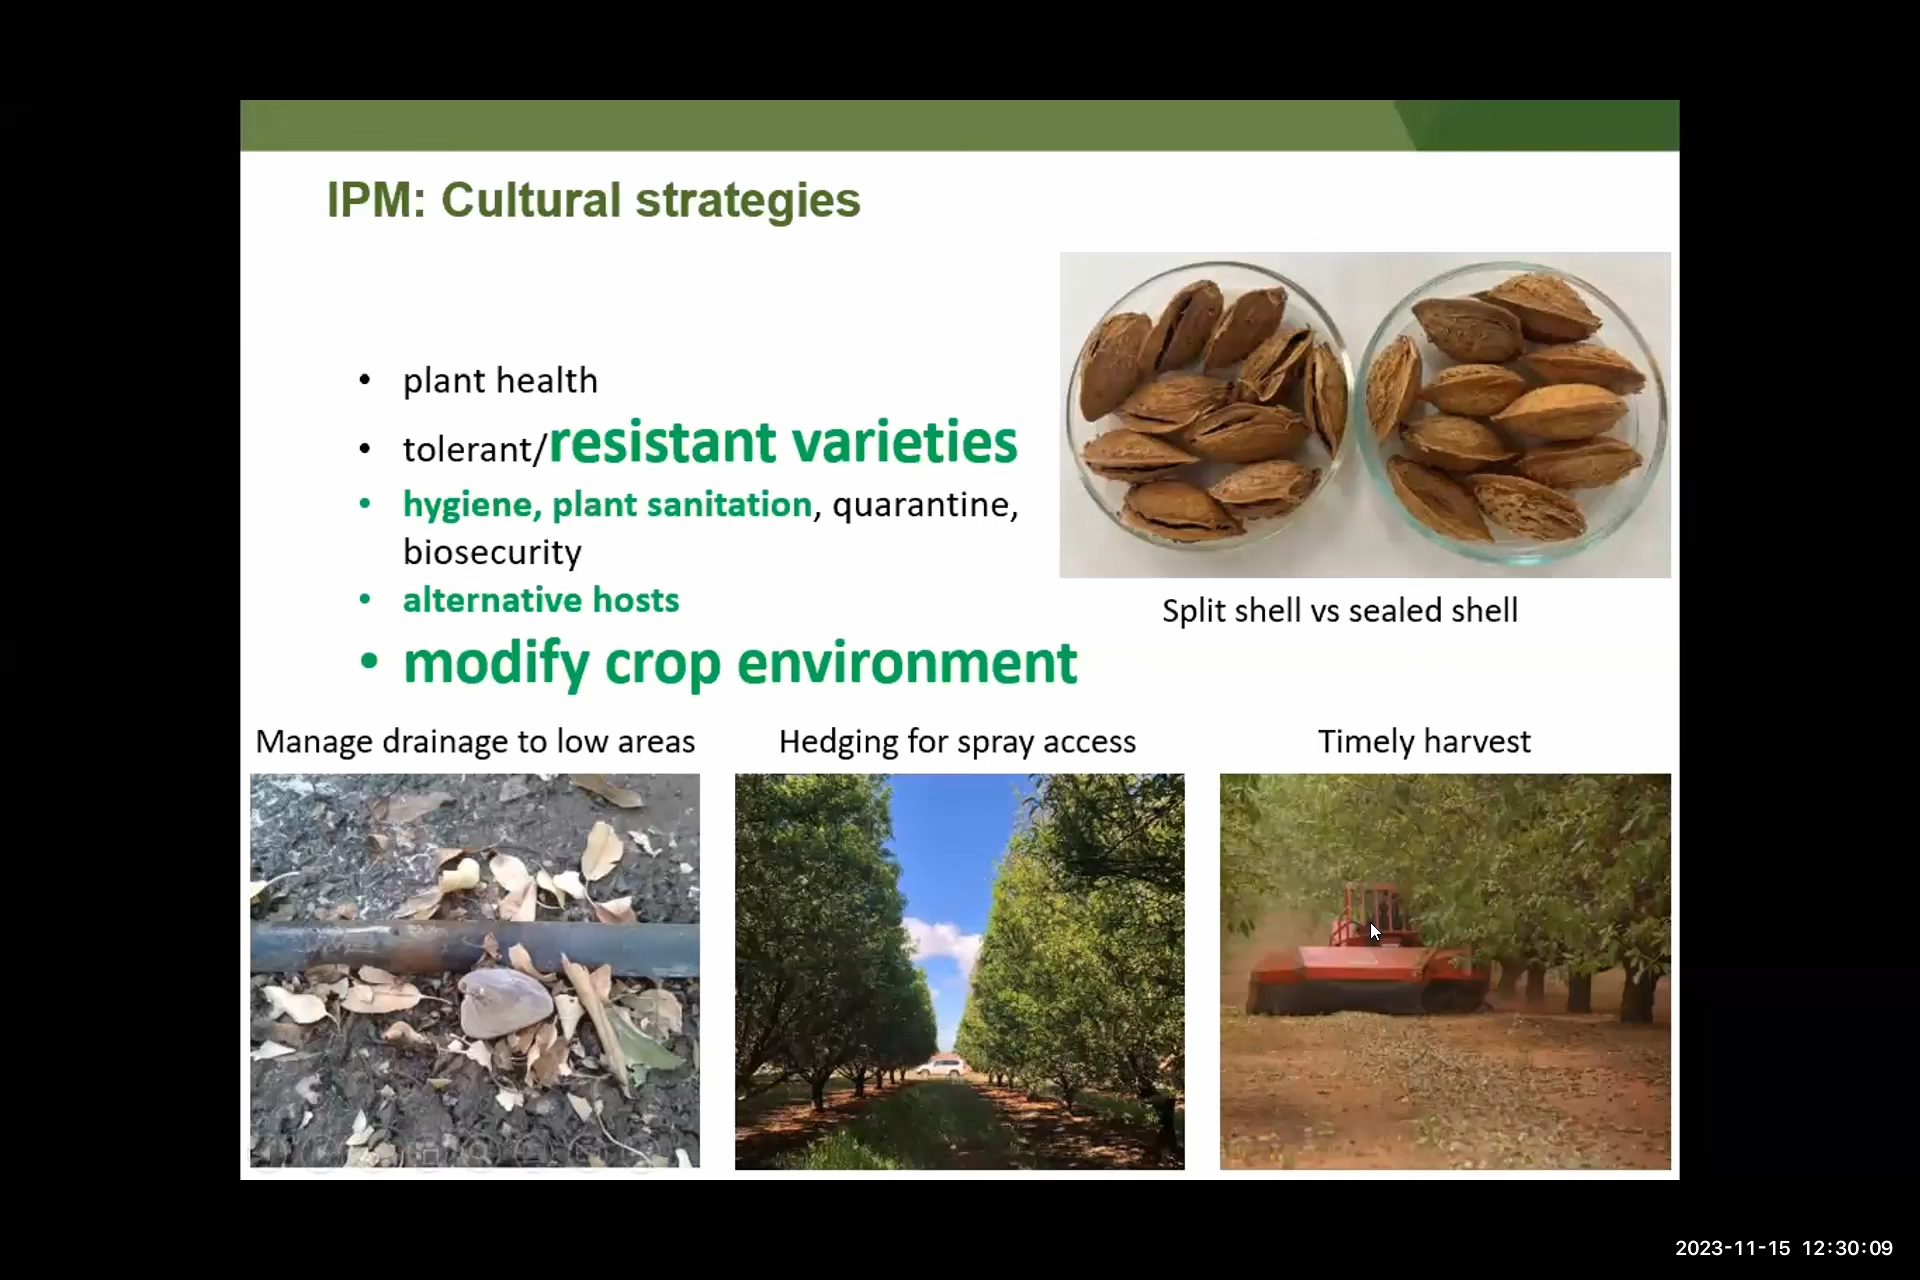 IPM: Cultural strategies
• plant health
• tolerant/resistant varieties
• hygiene, plant sanitation, quarantine,
biosecurity
• alternative hosts
• modify crop environment
Split shell vs sealed shell
Manage drainage to low areas
Hedging for spray access
Timely harvest
2023-11-15 12:30:09